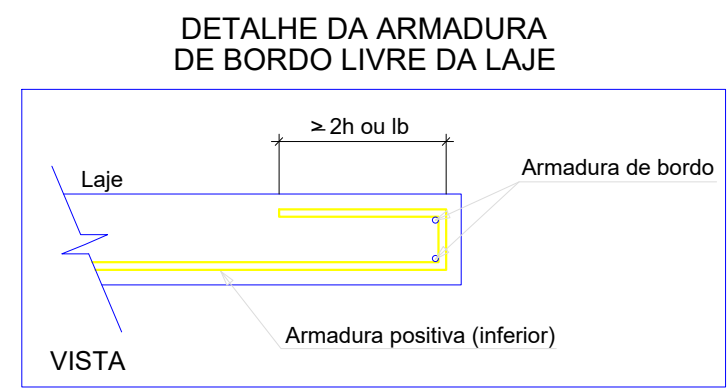 DETALHE DA ARMADURA
DE BORDO LIVRE DA LAJE
≥ 2h ou lb
Laje
Armadura de bordo
Armadura positiva (inferior)
VISTA